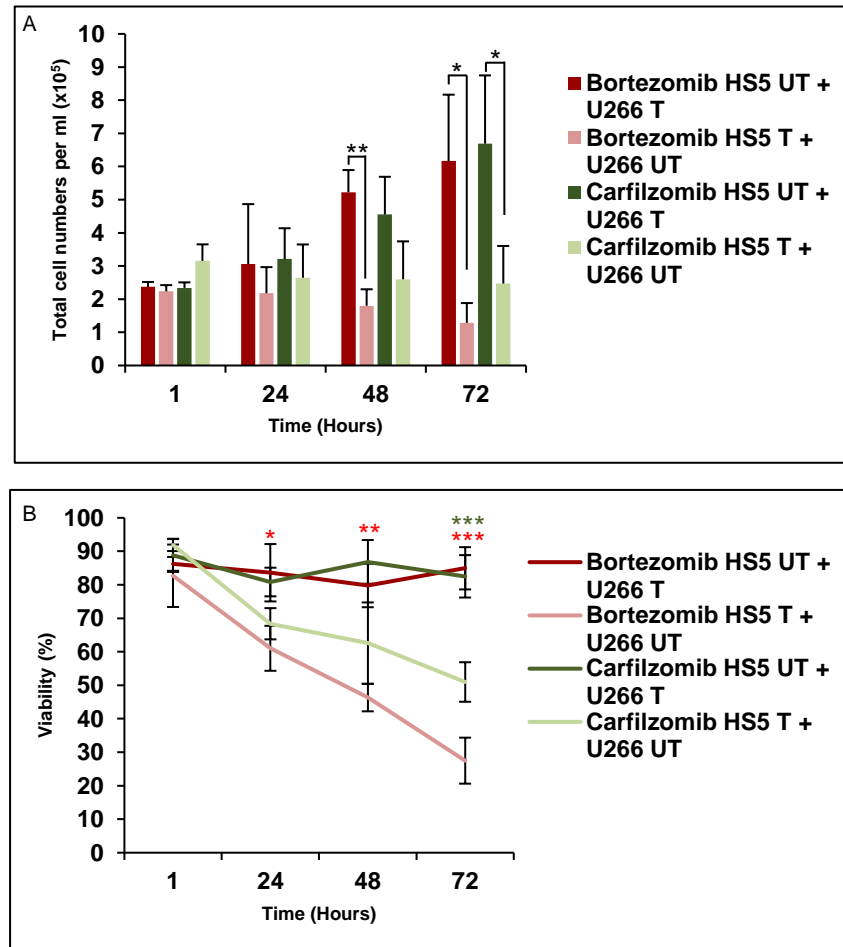 A
10
9
8
7
6
5
4
3
2
1
0
Total cell numbers per ml (x10⁵)
**
*
*
1 24 48 72
Time (Hours)
Bortezomib HS5 UT +
U266 T
Bortezomib HS5 T +
U266 UT
Carfilzomib HS5 UT +
U266 T
Carfilzomib HS5 T +
U266 UT
B
100
90
80
70
60
50
40
30
20
10
0
Viability (%)
*
**
***
***
1 24 48 72
Time (Hours)
Bortezomib HS5 UT +
U266 T
Bortezomib HS5 T +
U266 UT
Carfilzomib HS5 UT +
U266 T
Carfilzomib HS5 T +
U266 UT